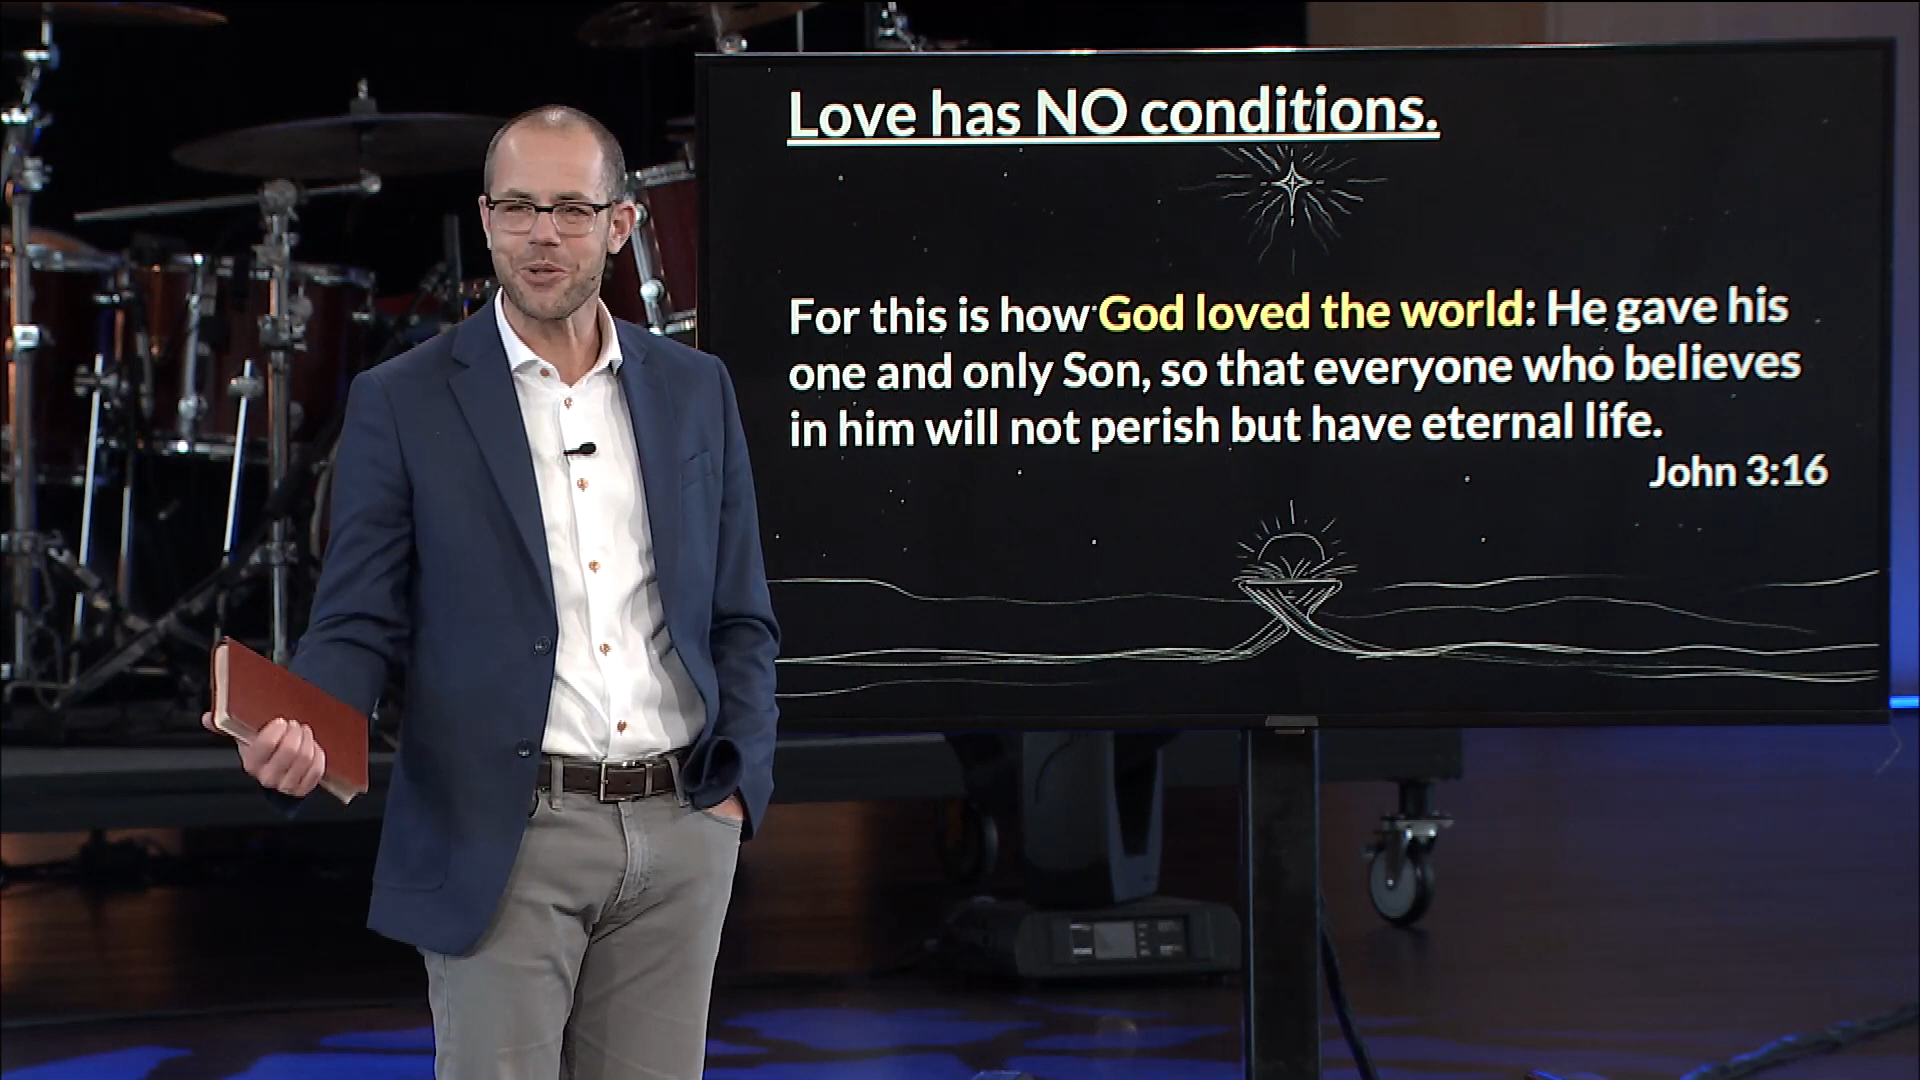 Love has NO conditions.
For this is how God loved the world: He gave his
one and only Son, so that everyone who believes
in him will not perish but have eternal life.
John 3:16